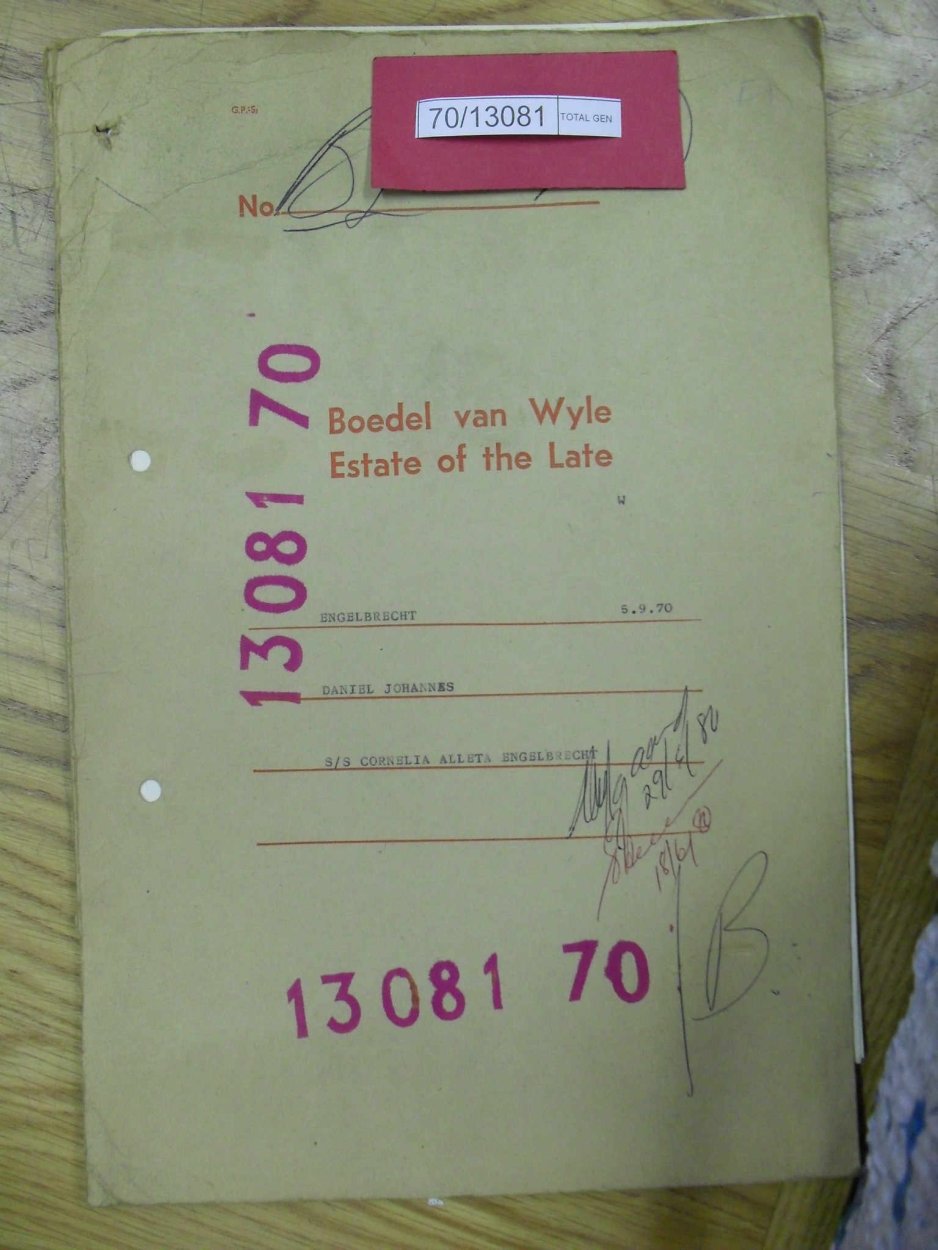 70/13081 TOTAL GEN
No.
13081 70
Boedel van Wyle
Estate of the Late
W
ENGELBRECHT 5.9.70
DANIEL JOHANNES
S/S CORNELIA ALLETA ENGELBRECHT
13081 70
B.